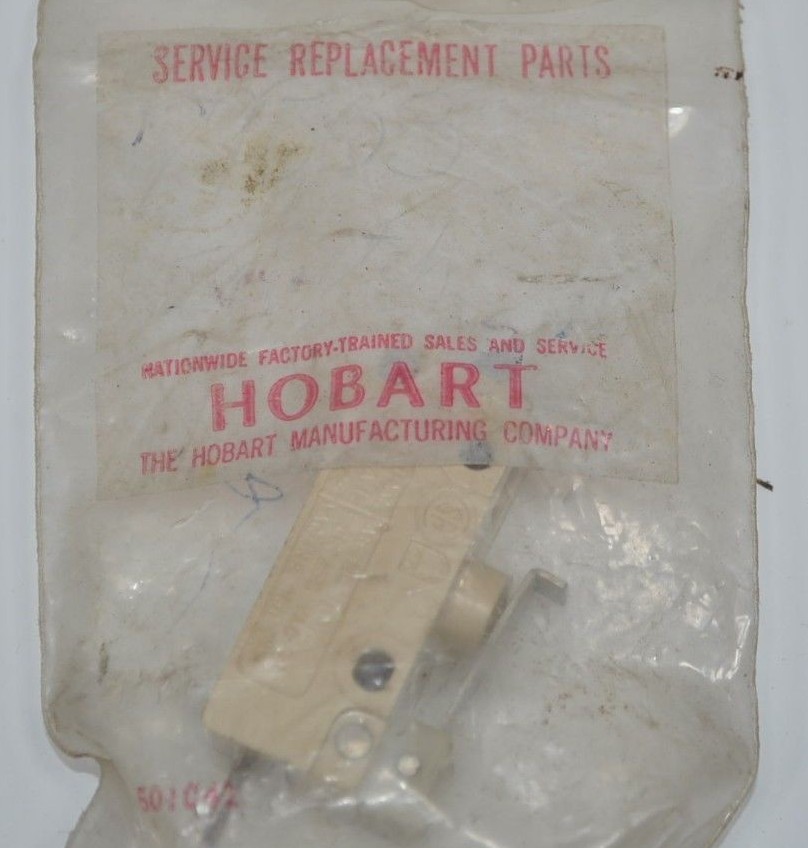 SERVICE REPLACEMENT PARTS
NATIONWIDE FACTORY-TRAINED SALES AND SERVICE
HOBART
THE HOBART MANUFACTURING COMPANY